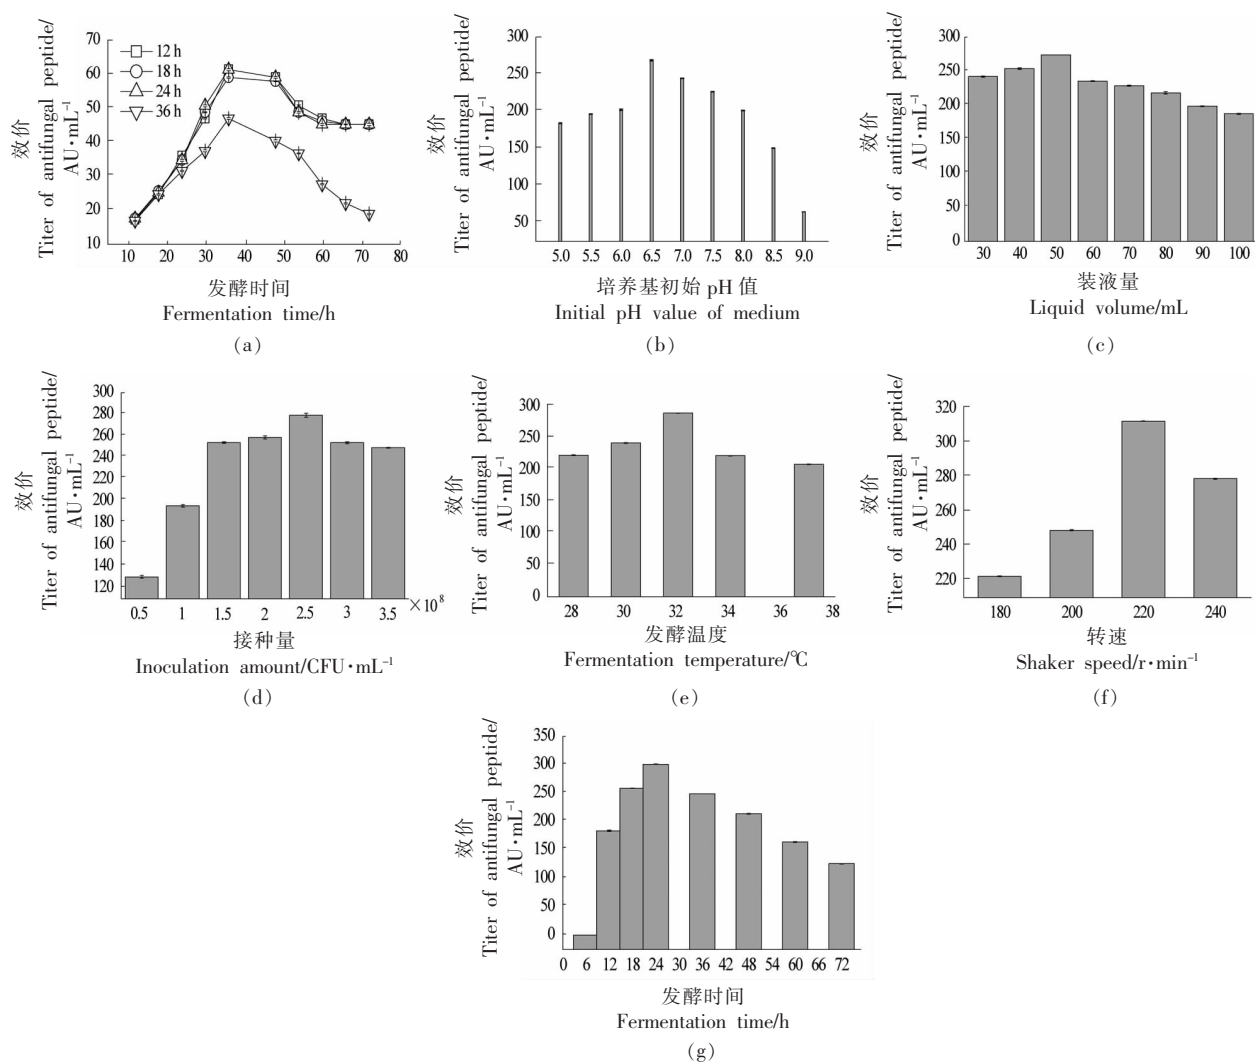 效价
Titer of antifungal peptide/
AU·mL⁻¹
70
60
50
40
30
20
10
12 h
18 h
24 h
36 h
10 20 30 40 50 60 70 80
发酵时间
Fermentation time/h
(a)
效价
Titer of antifungal peptide/
AU·mL⁻¹
300
250
200
150
100
50
5.0 5.5 6.0 6.5 7.0 7.5 8.0 8.5 9.0
培养基初始 pH 值
Initial pH value of medium
(b)
效价
Titer of antifungal peptide/
AU·mL⁻¹
300
250
200
150
100
50
0
30 40 50 60 70 80 90 100
装液量
Liquid volume/mL
(c)
效价
Titer of antifungal peptide/
AU·mL⁻¹
300
280
260
240
200
180
160
140
120
0.5 1 1.5 2 2.5 3 3.5 ×10⁸
接种量
Inoculation amount/CFU·mL⁻¹
(d)
效价
Titer of antifungal peptide/
AU·mL⁻¹
300
250
200
150
100
50
0
28 30 32 34 36 38
发酵温度
Fermentation temperature/℃
(e)
效价
Titer of antifungal peptide/
AU·mL⁻¹
320
300
280
260
240
220
180 200 220 240
转速
Shaker speed/r·min⁻¹
(f)
效价
Titer of antifungal peptide/
AU·mL⁻¹
350
300
250
200
150
100
50
0
0 6 12 18 24 30 36 42 48 54 60 66 72
发酵时间
Fermentation time/h
(g)